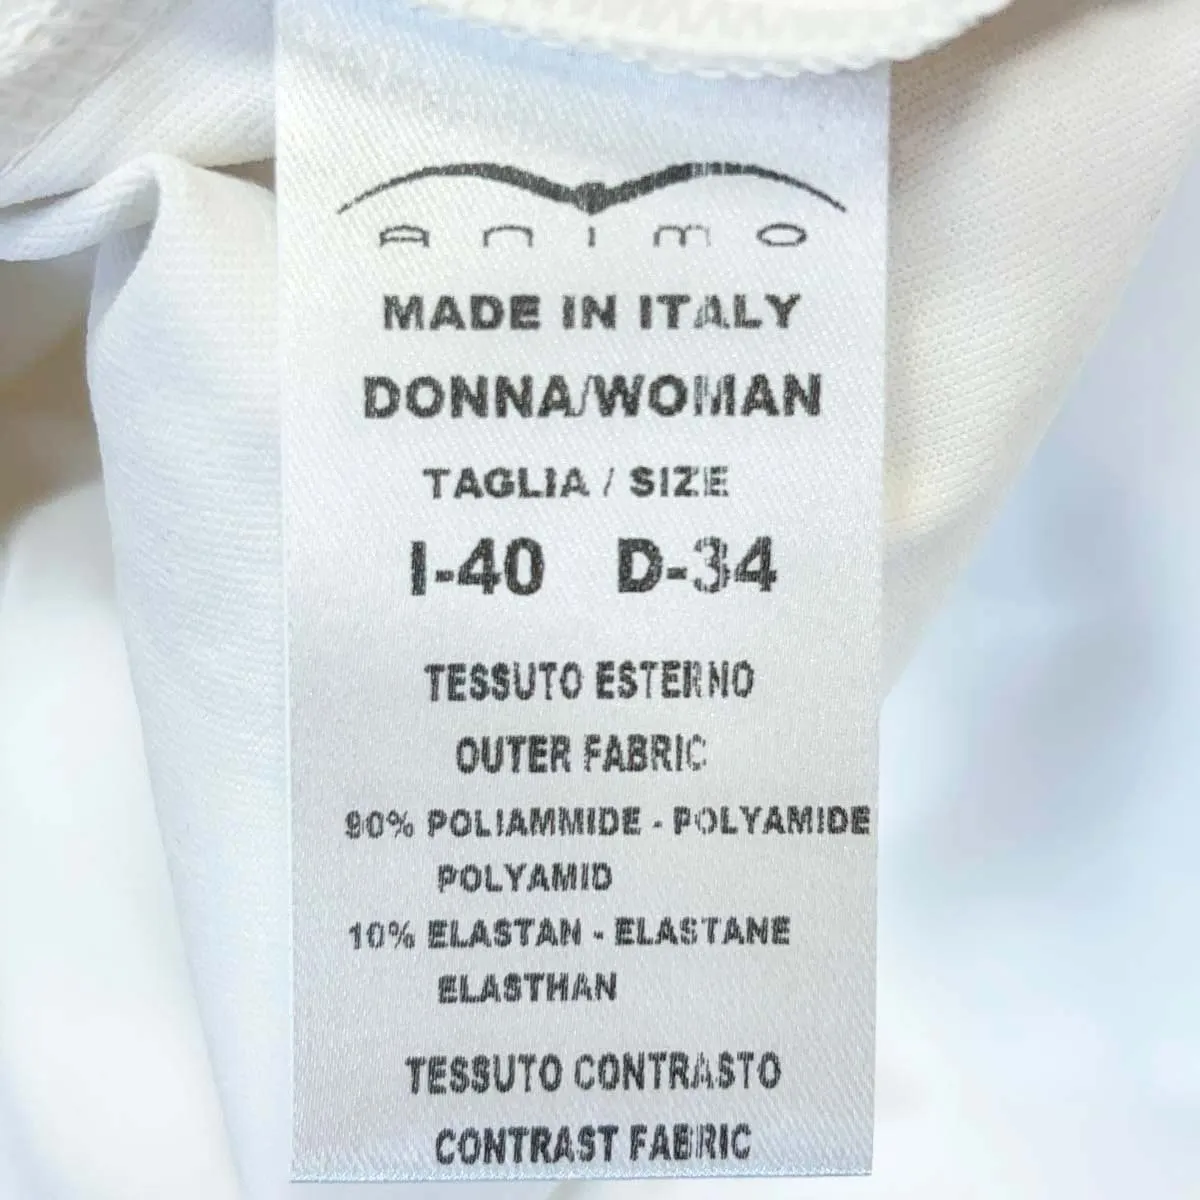 Animo
MADE IN ITALY
DONNA/WOMAN
TAGLIA / SIZE
I-40 D-34
TESSUTO ESTERNO
OUTER FABRIC
90% POLIAMMIDE - POLYAMIDE
POLYAMID
10% ELASTAN - ELASTANE
ELASTHAN
TESSUTO CONTRASTO
CONTRAST FABRIC